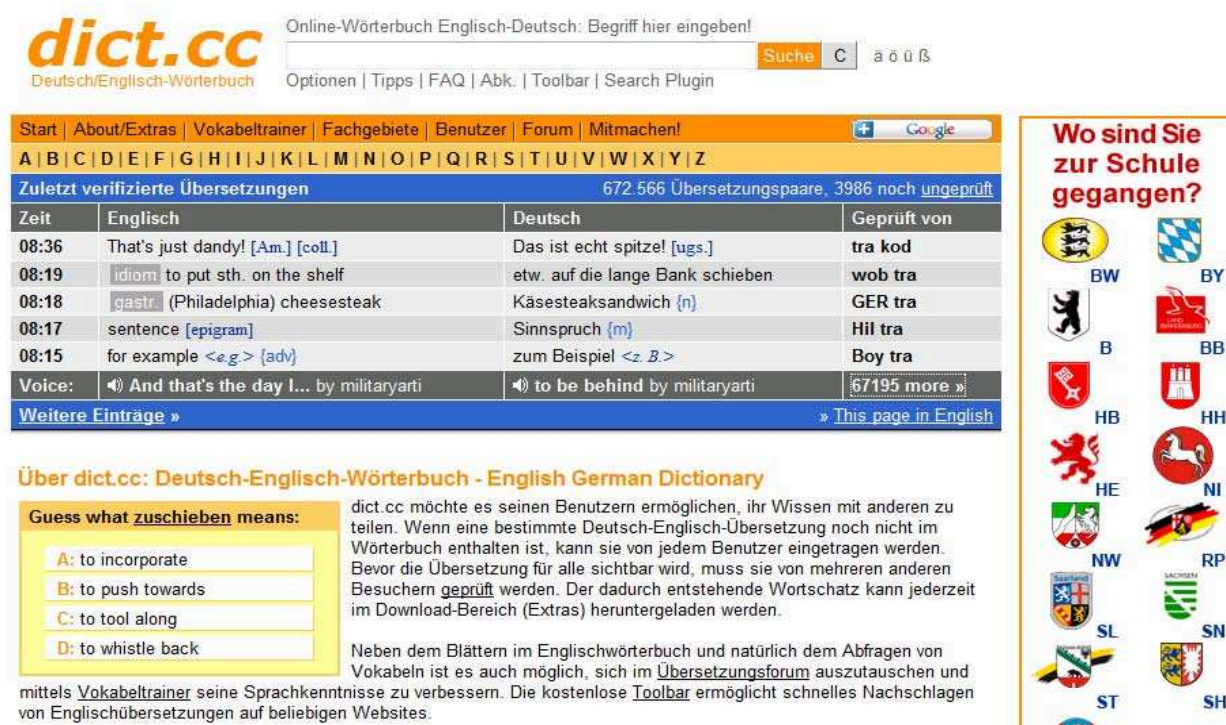 dict.cc
Deutsch/Englisch-Wörterbuch
Online-Wörterbuch Englisch-Deutsch: Begriff hier eingeben!
Suche C ä ö ü ß
Optionen | Tipps | FAQ | Abk. | Toolbar | Search Plugin
Start | About/Extras | Vokabeltrainer | Fachgebiete | Benutzer | Forum | Mitmachen! Google
A | B | C | D | E | F | G | H | I | J | K | L | M | N | O | P | Q | R | S | T | U | V | W | X | Y | Z
Zuletzt verifizierte Übersetzungen 672.566 Übersetzungspaare, 3986 noch ungeprüft
Zeit Englisch Deutsch Geprüft von
08:36 That's just dandy! [Am.] [coll.] Das ist echt spitze! [ugs.] tra kod
08:19 idiom to put sth. on the shelf etw. auf die lange Bank schieben wob tra
08:18 gastr. (Philadelphia) cheesesteak Käsesteaksandwich {n} GER tra
08:17 sentence [epigram] Sinnspruch {m} Hil tra
08:15 for example <e.g.> {adv} zum Beispiel <z. B.> Boy tra
Voice: And that's the day I... by militaryarti to be behind by militaryarti 67195 more »
Weitere Einträge » » This page in English
Über dict.cc: Deutsch-Englisch-Wörterbuch - English German Dictionary
Guess what zuschieben means:
A: to incorporate
B: to push towards
C: to tool along
D: to whistle back
dict.cc möchte es seinen Benutzern ermöglichen, ihr Wissen mit anderen zu
teilen. Wenn eine bestimmte Deutsch-Englisch-Übersetzung noch nicht im
Wörterbuch enthalten ist, kann sie von jedem Benutzer eingetragen werden.
Bevor die Übersetzung für alle sichtbar wird, muss sie von mehreren anderen
Besuchern geprüft werden. Der dadurch entstehende Wortschatz kann jederzeit
im Download-Bereich (Extras) heruntergeladen werden.
Neben dem Blättern im Englischwörterbuch und natürlich dem Abfragen von
Vokabeln ist es auch möglich, sich im Übersetzungsforum auszutauschen und
mittels Vokabeltrainer seine Sprachkenntnisse zu verbessern. Die kostenlose Toolbar ermöglicht schnelles Nachschlagen
von Englischübersetzungen auf beliebigen Websites.
Wo sind Sie
zur Schule
gegangen?
BW BY
LAND
BRANDENBURG
B BB
HB HH
HE NI
NW RP
Saarland SACHSEN
SL SN
ST SH